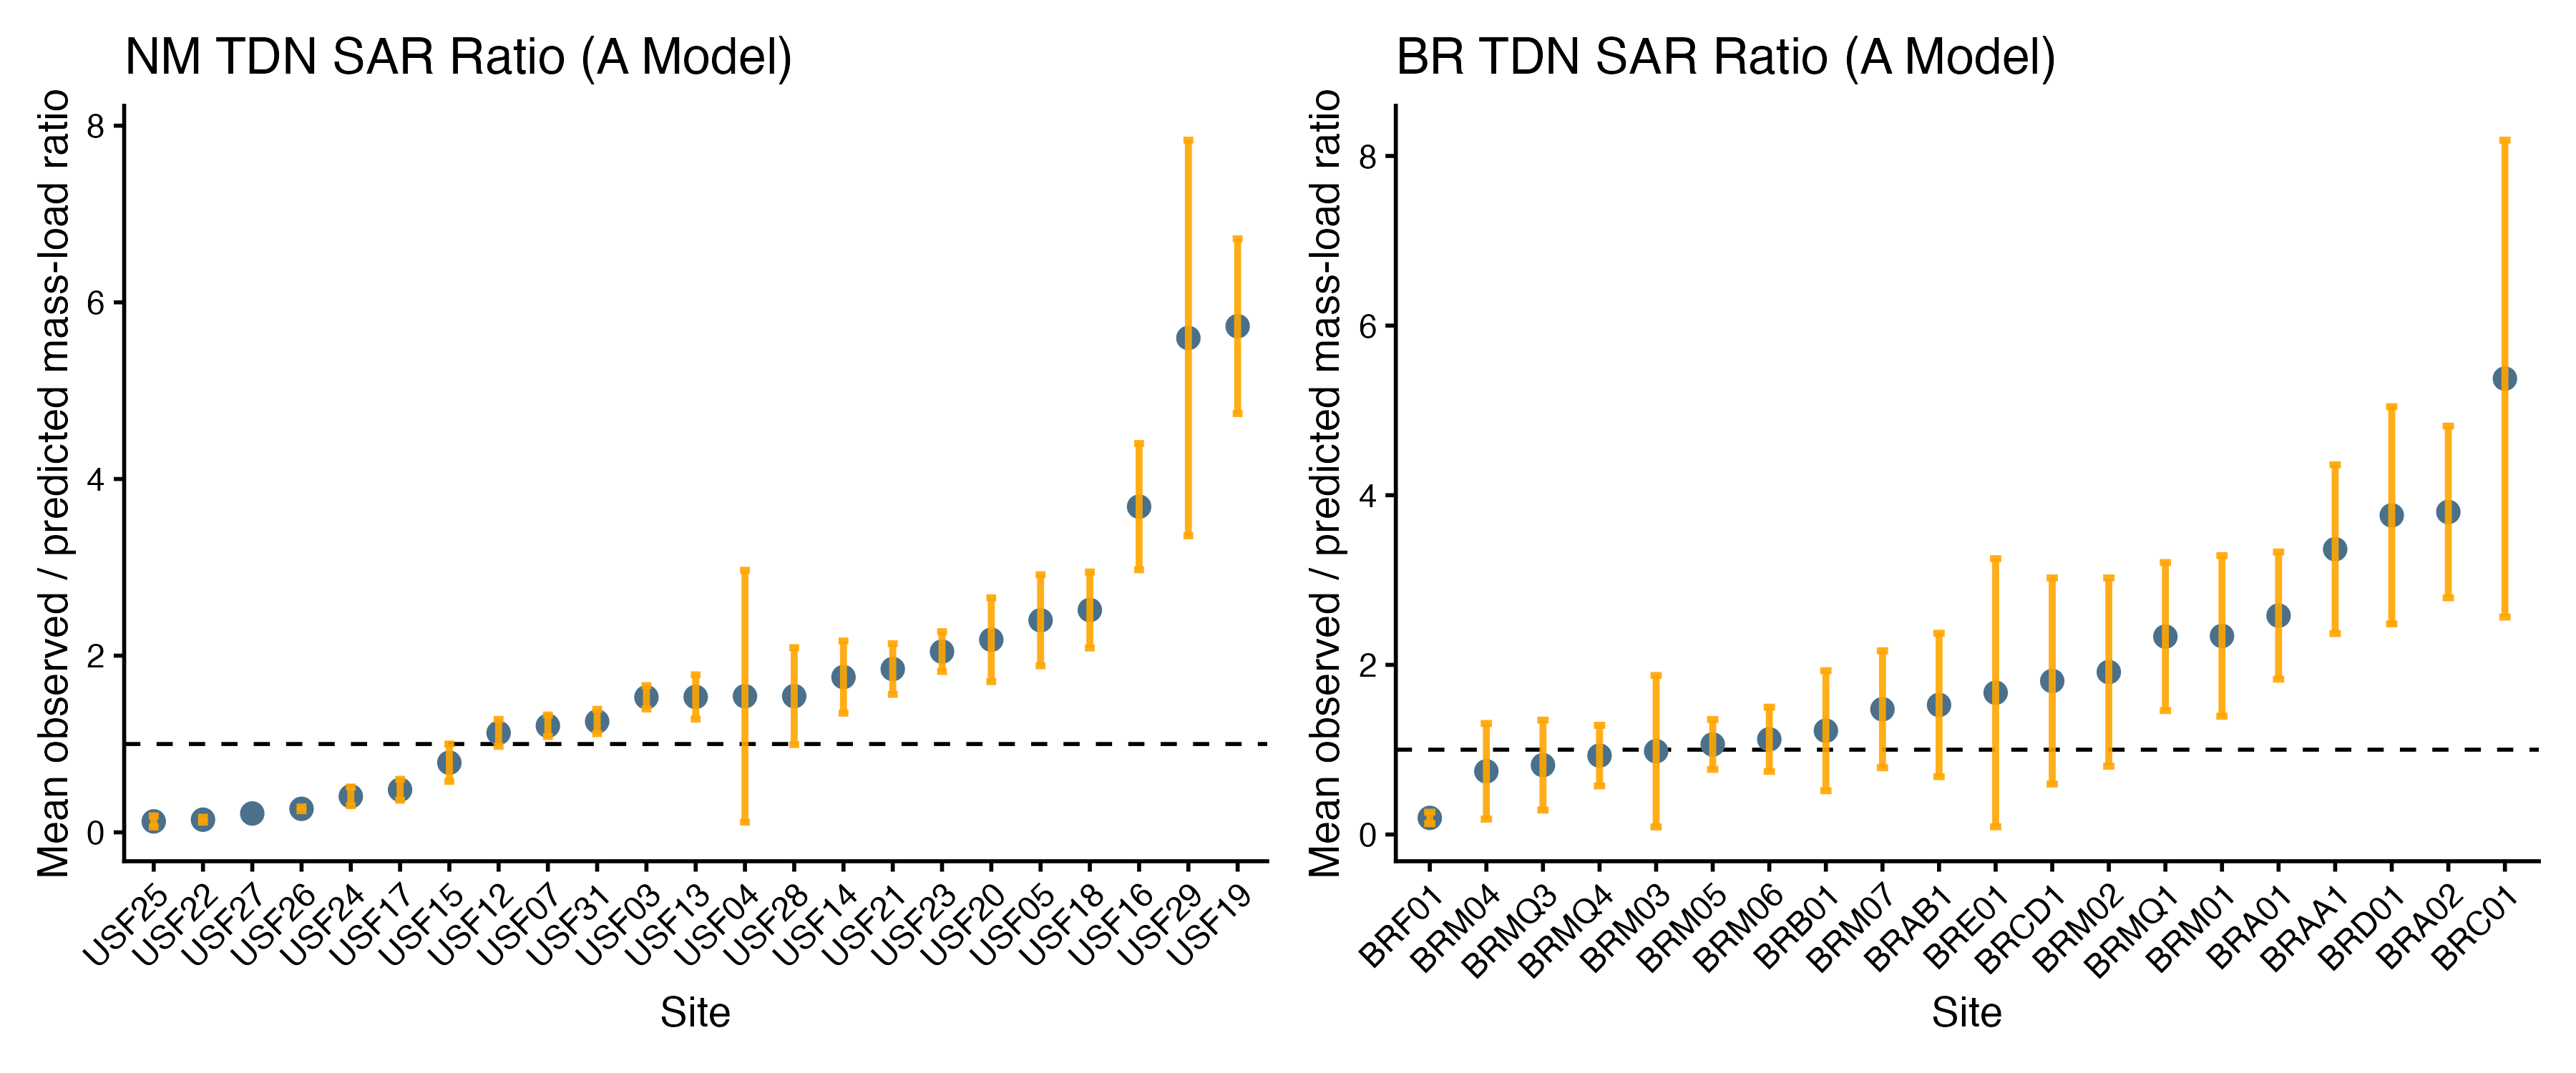 NM TDN SAR Ratio (A Model)
Mean observed / predicted mass-load ratio
8
6
4
2
0
USF25
USF22
USF27
USF26
USF24
USF17
USF15
USF12
USF07
USF31
USF03
USF13
USF04
USF28
USF14
USF21
USF23
USF20
USF05
USF18
USF16
USF29
USF19
Site
BR TDN SAR Ratio (A Model)
Mean observed / predicted mass-load ratio
8
6
4
2
0
BRF01
BRM04
BRMQ3
BRMQ4
BRM03
BRM05
BRM06
BRB01
BRM07
BRAB1
BRE01
BRCD1
BRM02
BRMQ1
BRM01
BRA01
BRAA1
BRD01
BRA02
BRC01
Site